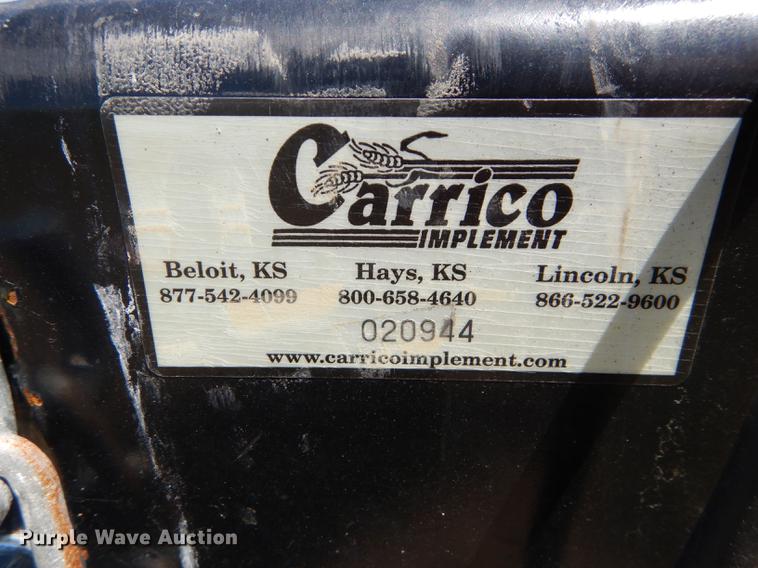 Carrico
IMPLEMENT
Beloit, KS Hays, KS Lincoln, KS
877-542-4099 800-658-4640 866-522-9600
020944
www.carricoimplement.com
Purple Wave Auction